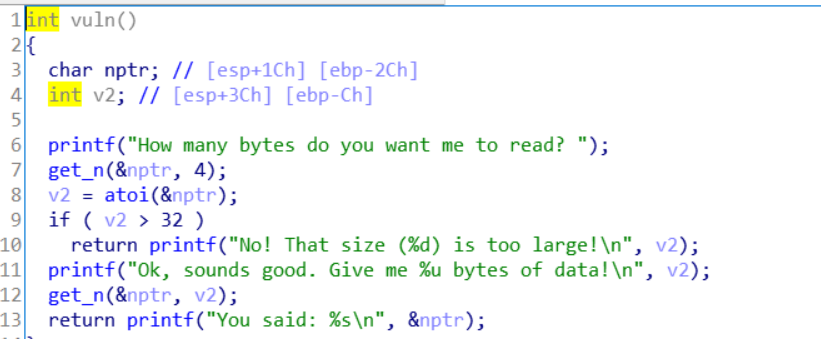 1 int vuln()
2 {
3 char nptr; // [esp+1Ch] [ebp-2Ch]
4 int v2; // [esp+3Ch] [ebp-Ch]
5
6 printf("How many bytes do you want me to read? ");
7 get_n(&nptr, 4);
8 v2 = atoi(&nptr);
9 if ( v2 > 32 )
10 return printf("No! That size (%d) is too large!\n", v2);
11 printf("Ok, sounds good. Give me %u bytes of data!\n", v2);
12 get_n(&nptr, v2);
13 return printf("You said: %s\n", &nptr);